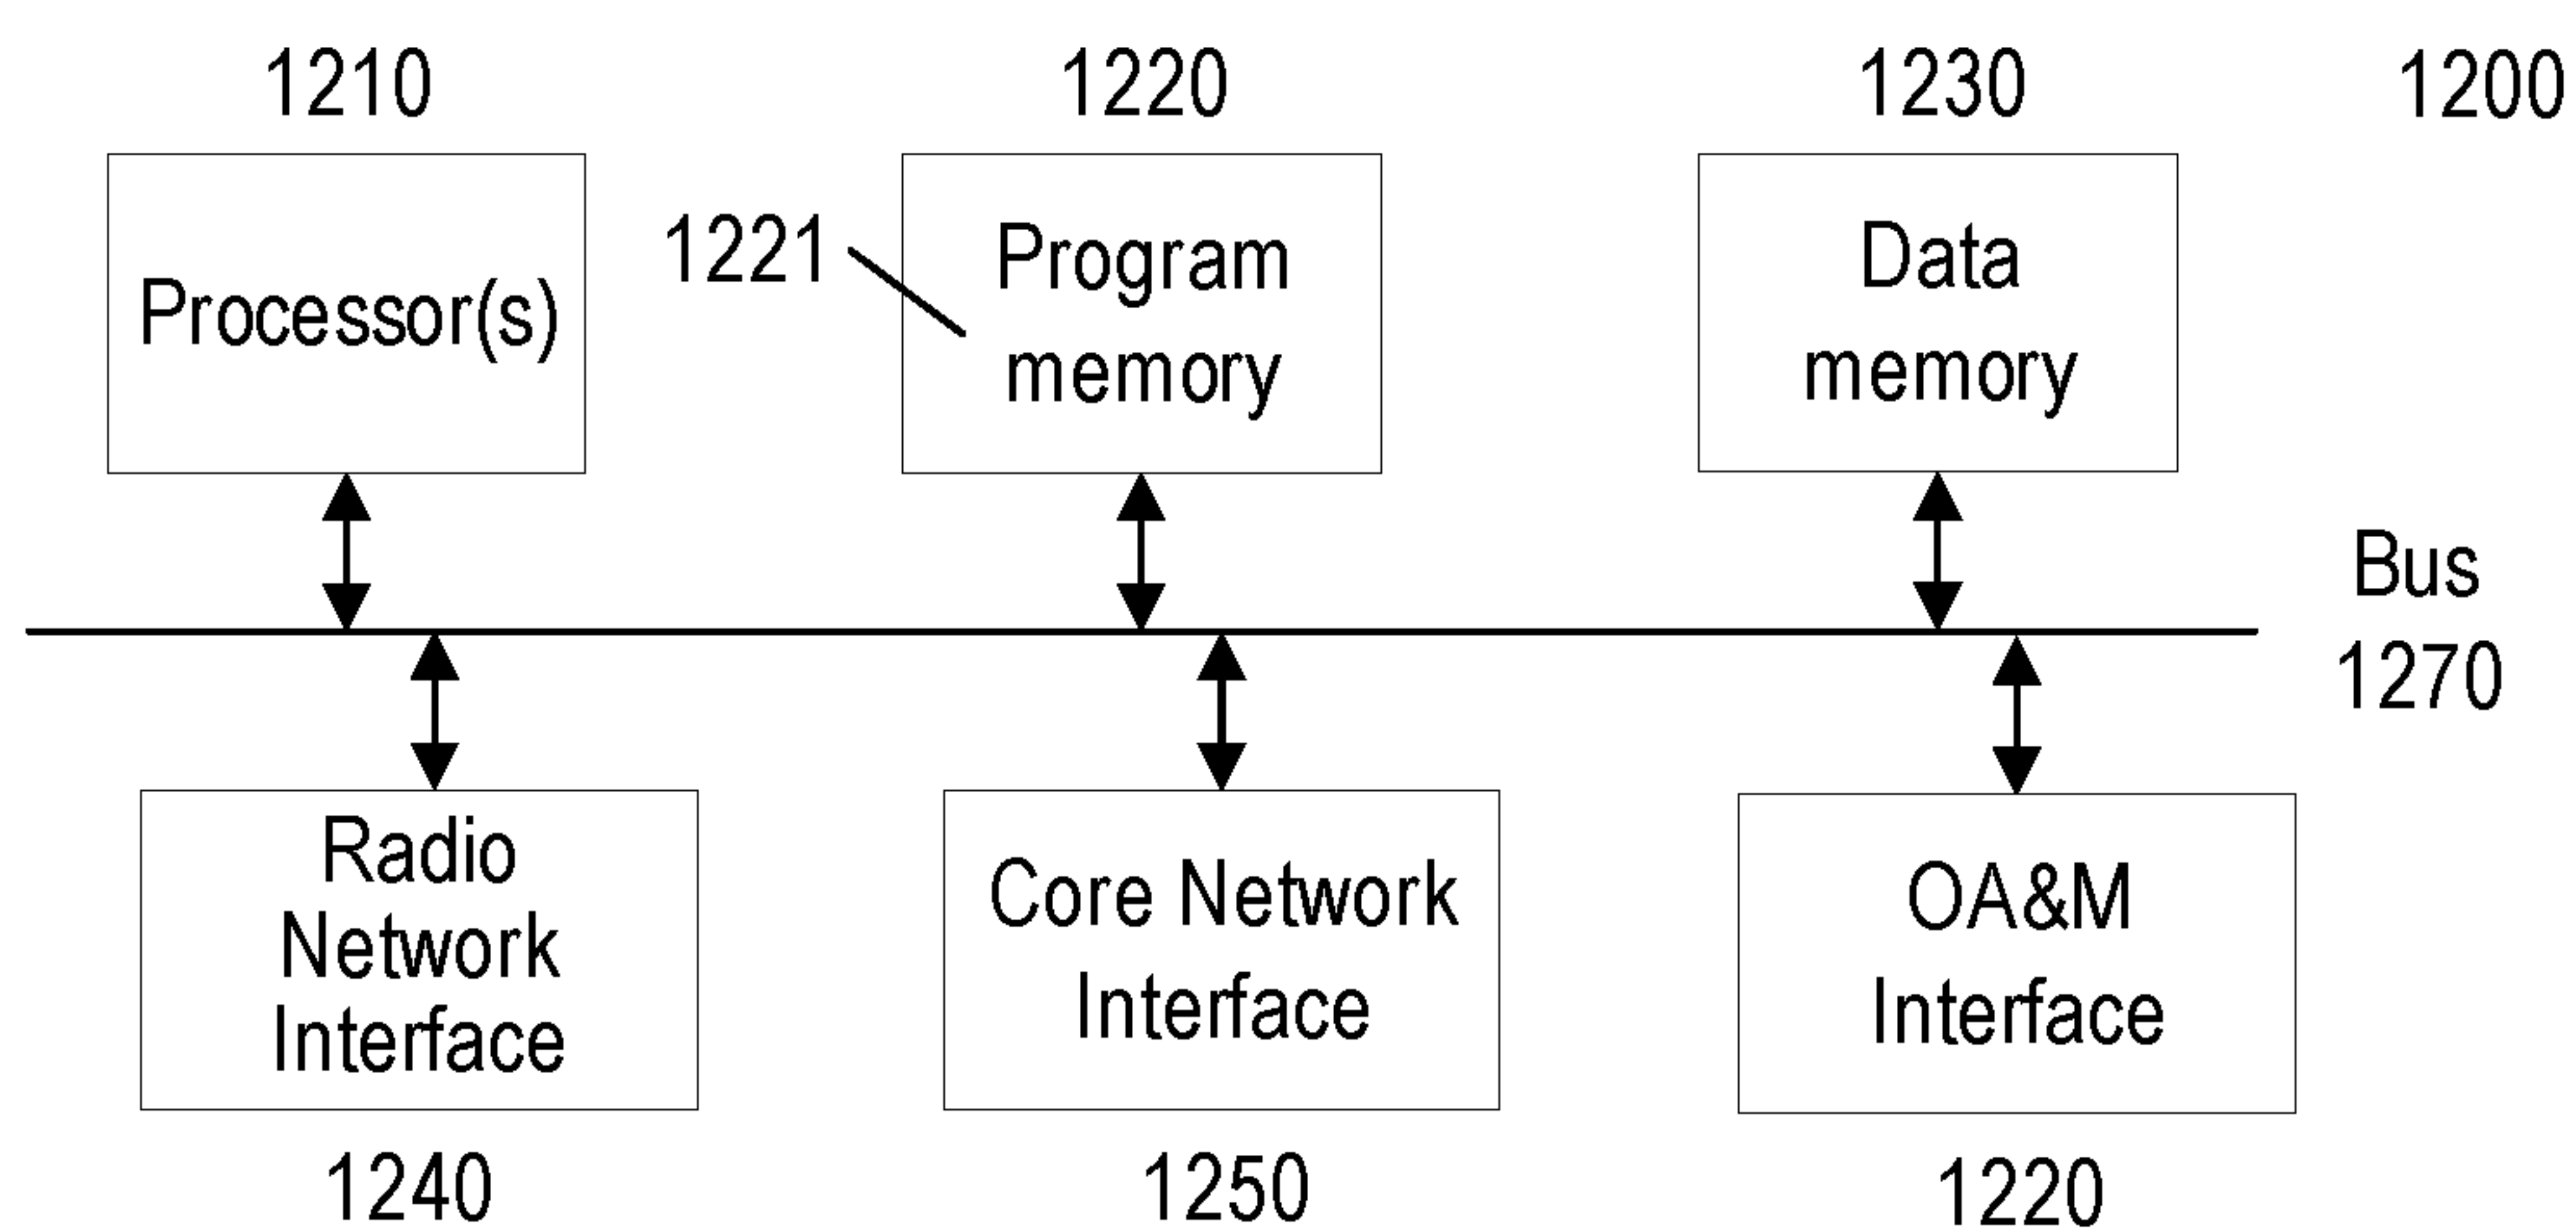 1210
1220
1230
1200
Processor(s)
1221
Program
memory
Data
memory
Bus
1270
Radio
Network
Interface
Core Network
Interface
OA&M
Interface
1240
1250
1220